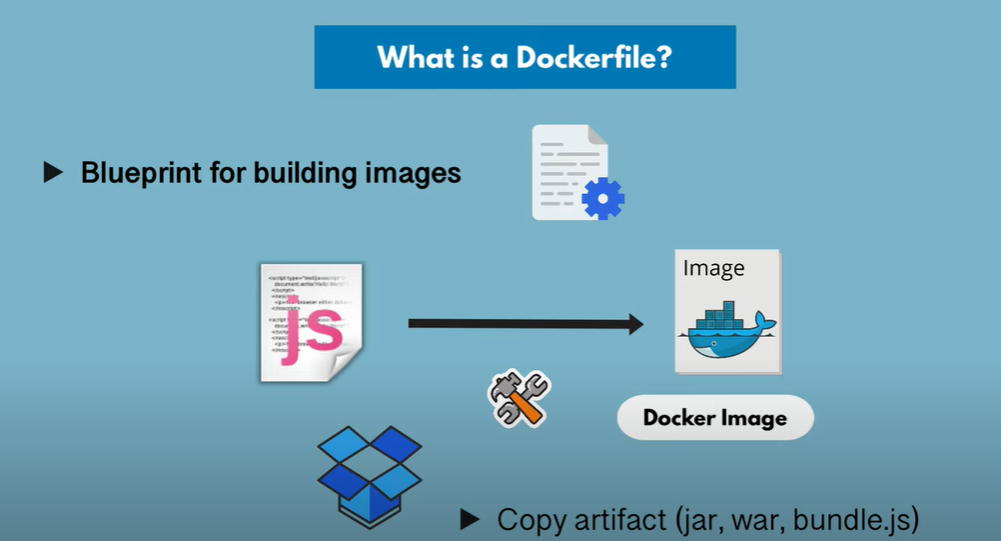 What is a Dockerfile?
▶ Blueprint for building images
js
Image
Docker Image
▶ Copy artifact (jar, war, bundle.js)